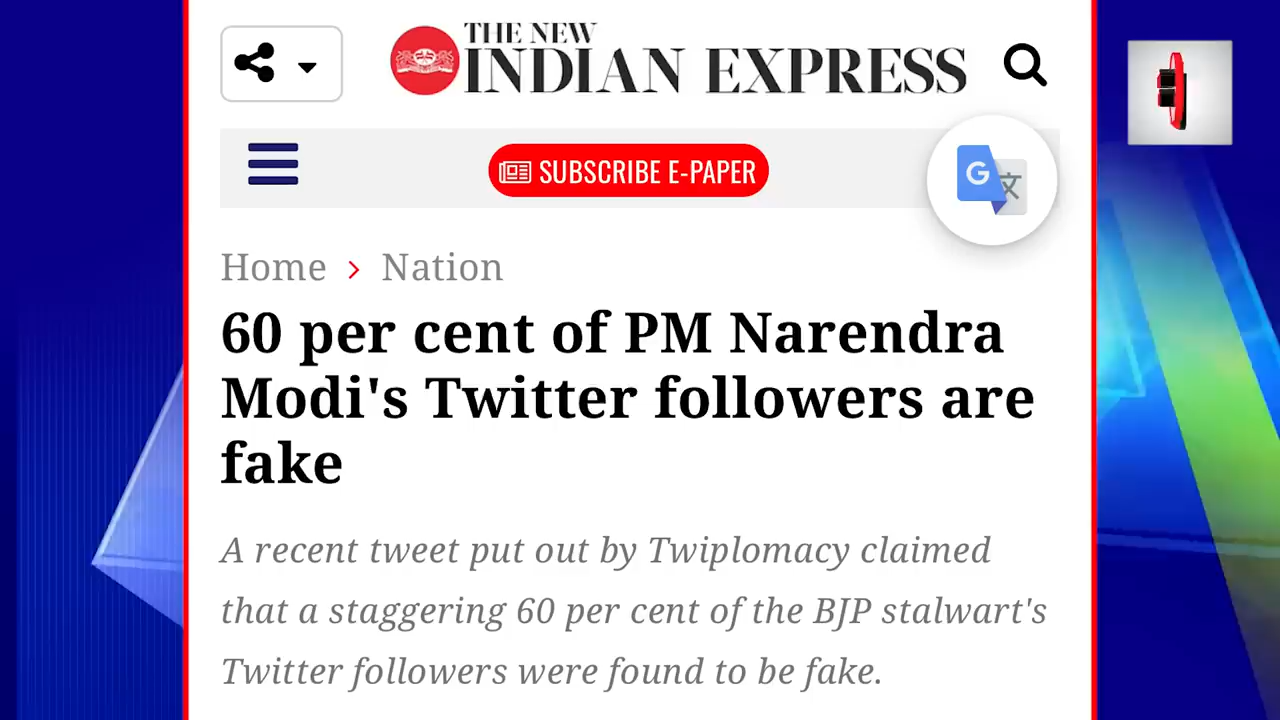 THE NEW
INDIAN EXPRESS
SUBSCRIBE E-PAPER
G 文
Home > Nation
60 per cent of PM Narendra
Modi's Twitter followers are
fake
A recent tweet put out by Twiplomacy claimed
that a staggering 60 per cent of the BJP stalwart's
Twitter followers were found to be fake.